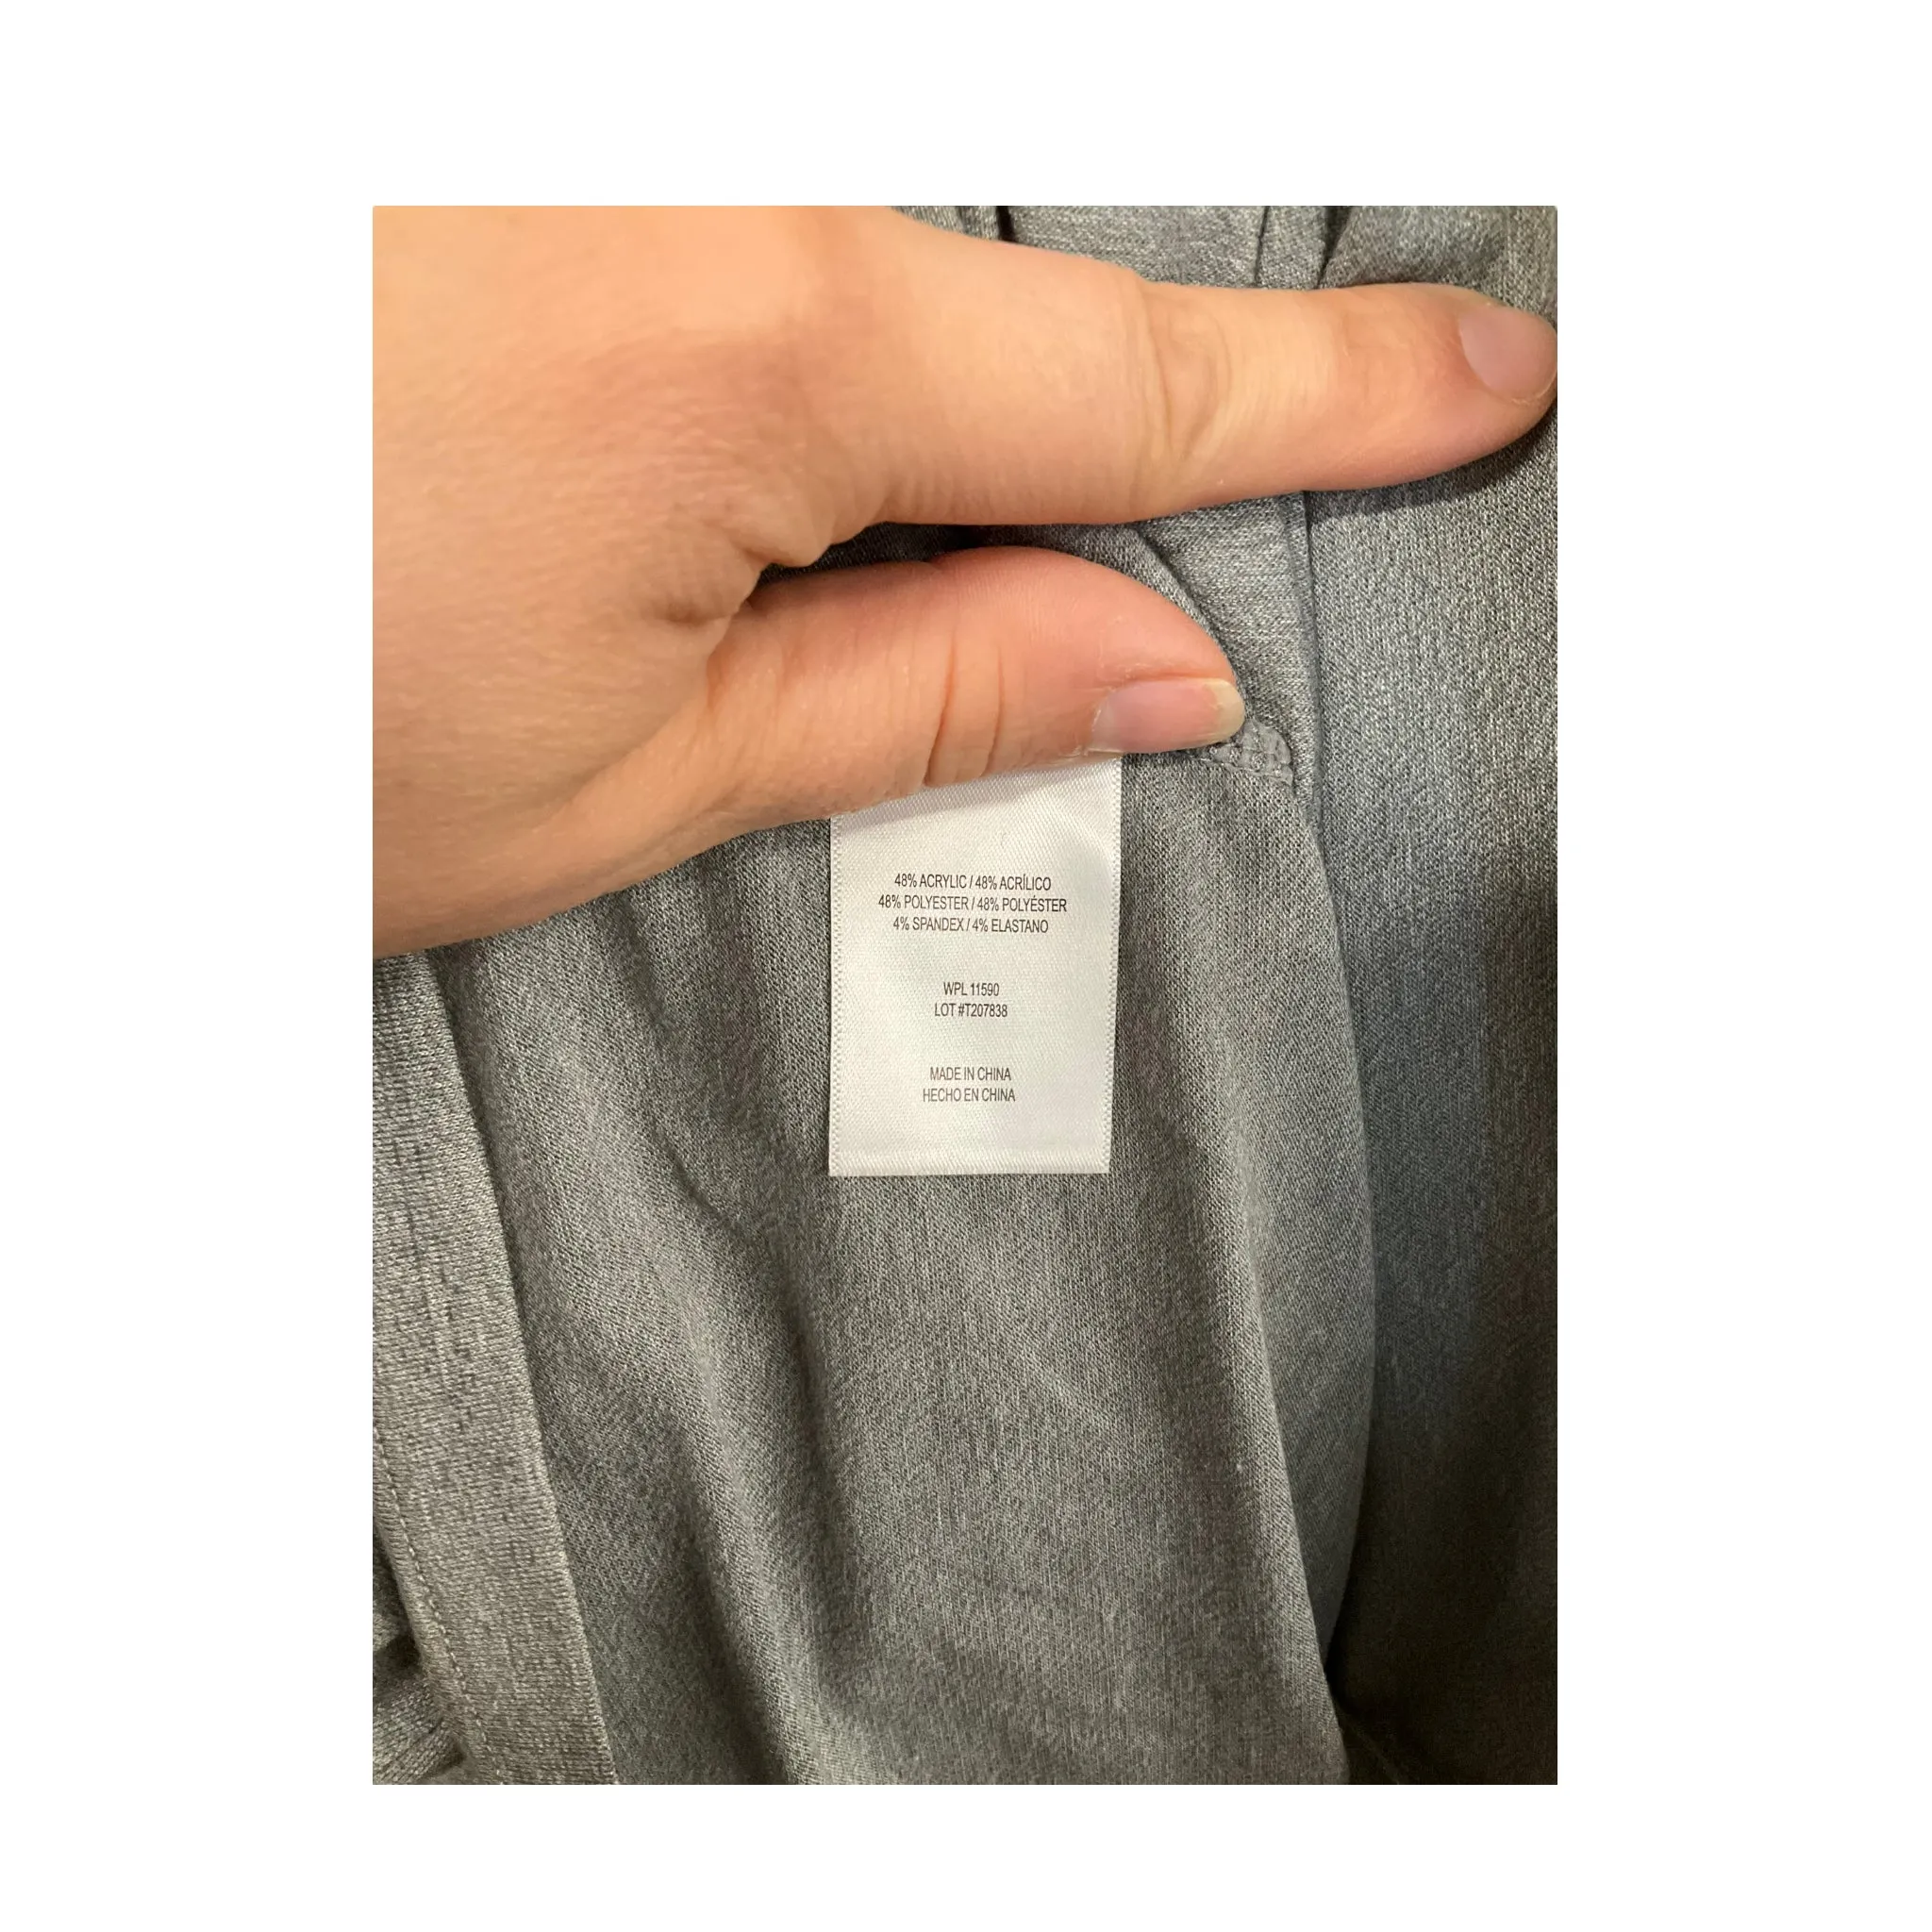 48% ACRYLIC / 48% ACRÍLICO
48% POLYESTER / 48% POLYÉSTER
4% SPANDEX / 4% ELASTANO
WPL 11590
LOT #T207838
MADE IN CHINA
HECHO EN CHINA